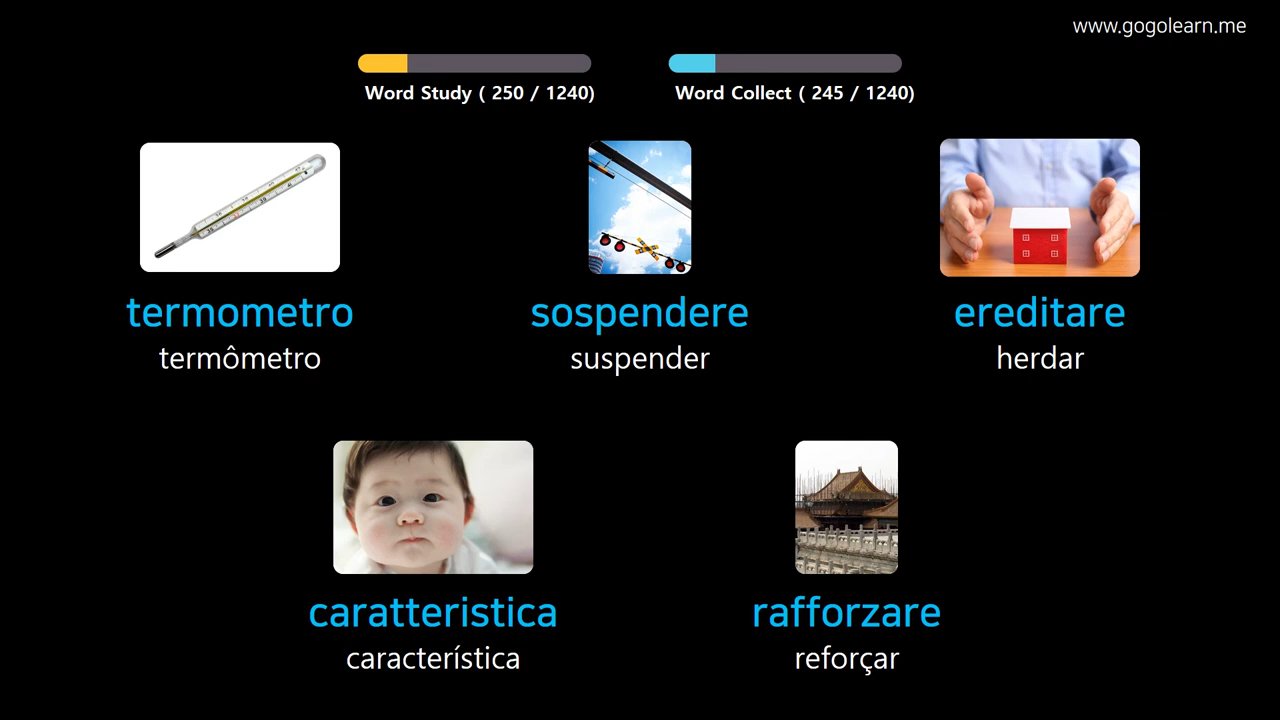 www.gogolearn.me
Word Study ( 250 / 1240)
Word Collect ( 245 / 1240)
termometro
termômetro
sospendere
suspender
ereditare
herdar
caratteristica
característica
rafforzare
reforçar